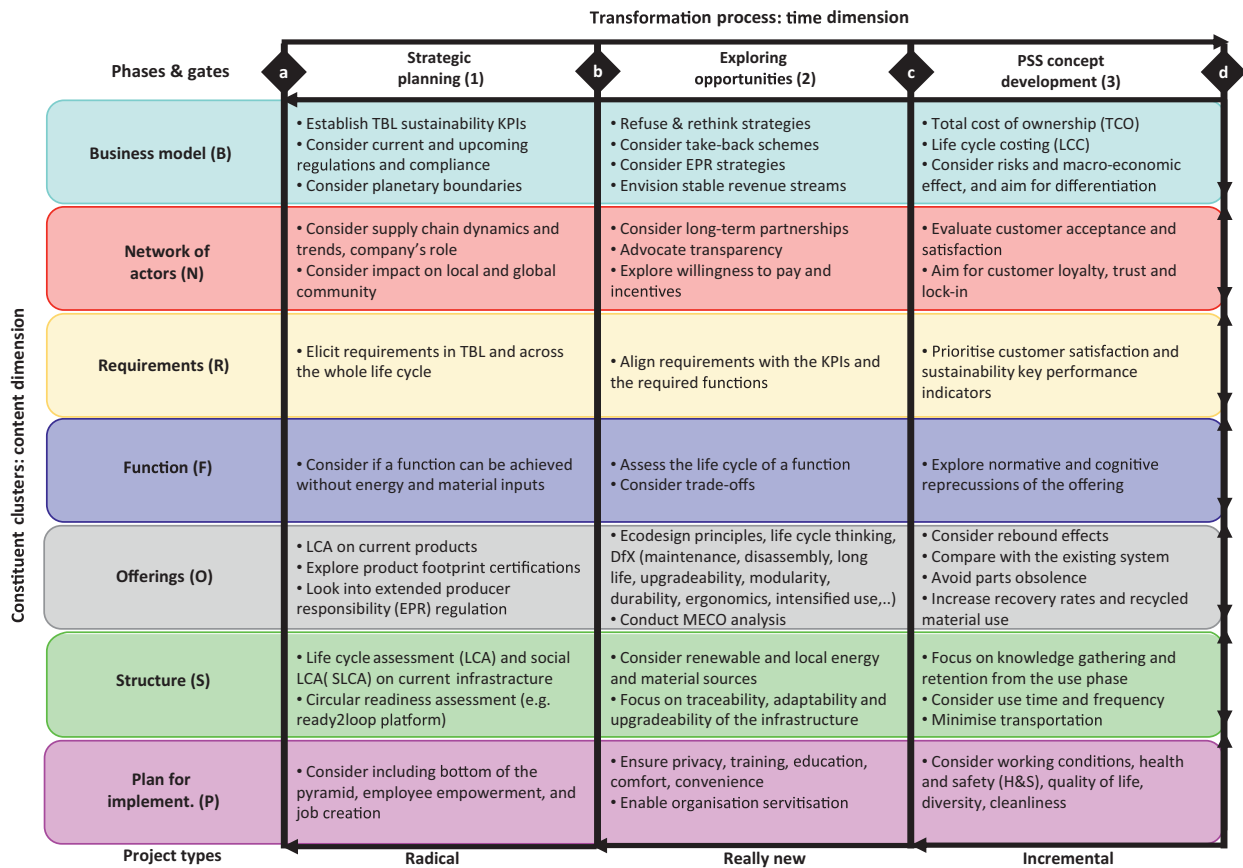 Transformation process: time dimension
Phases & gates
a
Strategic
planning (1)
b
Exploring
opportunities (2)
c
PSS concept
development (3)
d
Constituent clusters: content dimension
Business model (B)
• Establish TBL sustainability KPIs
• Consider current and upcoming
regulations and compliance
• Consider planetary boundaries
• Refuse & rethink strategies
• Consider take-back schemes
• Consider EPR strategies
• Envision stable revenue streams
• Total cost of ownership (TCO)
• Life cycle costing (LCC)
• Consider risks and macro-economic
effect, and aim for differentiation
Network of
actors (N)
• Consider supply chain dynamics and
trends, company's role
• Consider impact on local and global
community
• Consider long-term partnerships
• Advocate transparency
• Explore willingness to pay and
incentives
• Evaluate customer acceptance and
satisfaction
• Aim for customer loyalty, trust and
lock-in
Requirements (R)
• Elicit requirements in TBL and across
the whole life cycle
• Align requirements with the KPIs and
the required functions
• Prioritise customer satisfaction and
sustainability key performance
indicators
Function (F)
• Consider if a function can be achieved
without energy and material inputs
• Assess the life cycle of a function
• Consider trade-offs
• Explore normative and cognitive
reprecussions of the offering
Offerings (O)
• LCA on current products
• Explore product footprint certifications
• Look into extended producer
responsibility (EPR) regulation
• Ecodesign principles, life cycle thinking,
DfX (maintenance, disassembly, long
life, upgradeability, modularity,
durability, ergonomics, intensified use,..)
• Conduct MECO analysis
• Consider rebound effects
• Compare with the existing system
• Avoid parts obsolence
• Increase recovery rates and recycled
material use
Structure (S)
• Life cycle assessment (LCA) and social
LCA( SLCA) on current infrastracture
• Circular readiness assessment (e.g.
ready2loop platform)
• Consider renewable and local energy
and material sources
• Focus on traceability, adaptability and
upgradeability of the infrastructure
• Focus on knowledge gathering and
retention from the use phase
• Consider use time and frequency
• Minimise transportation
Plan for
implement. (P)
• Consider including bottom of the
pyramid, employee empowerment, and
job creation
• Ensure privacy, training, education,
comfort, convenience
• Enable organisation servitisation
• Consider working conditions, health
and safety (H&S), quality of life,
diversity, cleanliness
Project types
Radical
Really new
Incremental